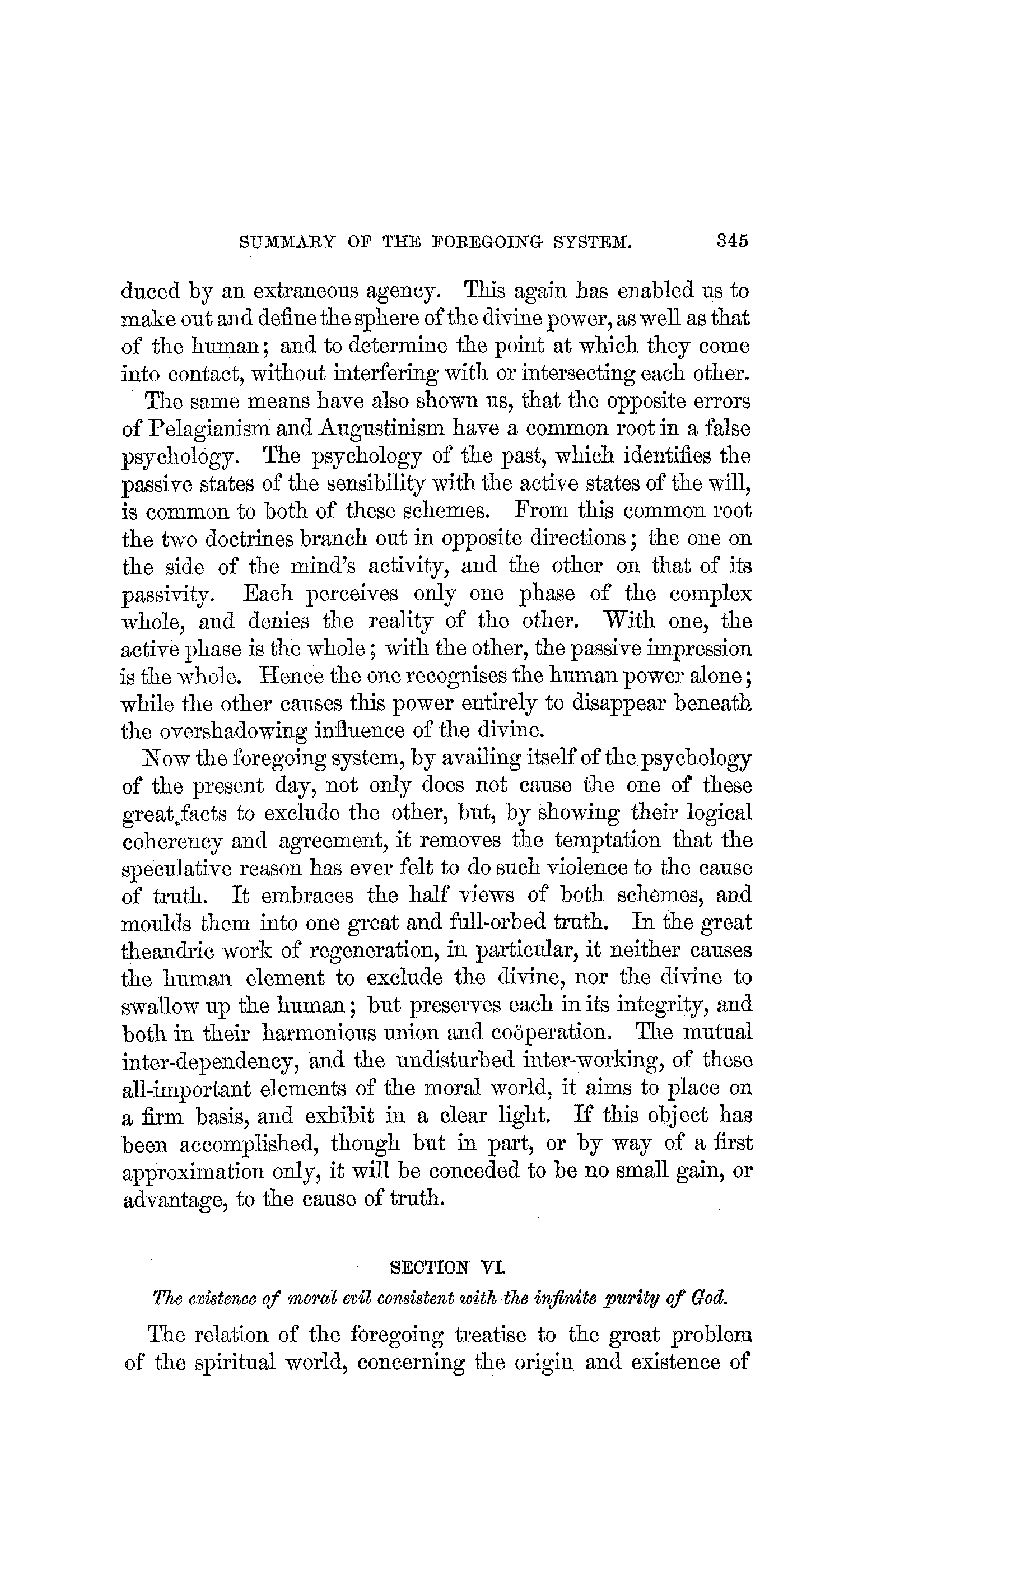 SUMMARY OF THE FOREGOING SYSTEM. 345
duced by an extraneous agency. This again has enabled us to
make out and define the sphere of the divine power, as well as that
of the human; and to determine the point at which they come
into contact, without interfering with or intersecting each other.
The same means have also shown us, that the opposite errors
of Pelagianism and Augustinism have a common root in a false
psychology. The psychology of the past, which identifies the
passive states of the sensibility with the active states of the will,
is common to both of these schemes. From this common root
the two doctrines branch out in opposite directions; the one on
the side of the mind's activity, and the other on that of its
passivity. Each perceives only one phase of the complex
whole, and denies the reality of the other. With one, the
active phase is the whole; with the other, the passive impression
is the whole. Hence the one recognises the human power alone;
while the other causes this power entirely to disappear beneath
the overshadowing influence of the divine.
Now the foregoing system, by availing itself of the psychology
of the present day, not only does not cause the one of these
great facts to exclude the other, but, by showing their logical
coherency and agreement, it removes the temptation that the
speculative reason has ever felt to do such violence to the cause
of truth. It embraces the half views of both schemes, and
moulds them into one great and full-orbed truth. In the great
theandric work of regeneration, in particular, it neither causes
the human element to exclude the divine, nor the divine to
swallow up the human; but preserves each in its integrity, and
both in their harmonious union and coöperation. The mutual
inter-dependency, and the undisturbed inter-working, of these
all-important elements of the moral world, it aims to place on
a firm basis, and exhibit in a clear light. If this object has
been accomplished, though but in part, or by way of a first
approximation only, it will be conceded to be no small gain, or
advantage, to the cause of truth.
SECTION VI.
The existence of moral evil consistent with the infinite purity of God.
The relation of the foregoing treatise to the great problem
of the spiritual world, concerning the origin and existence of